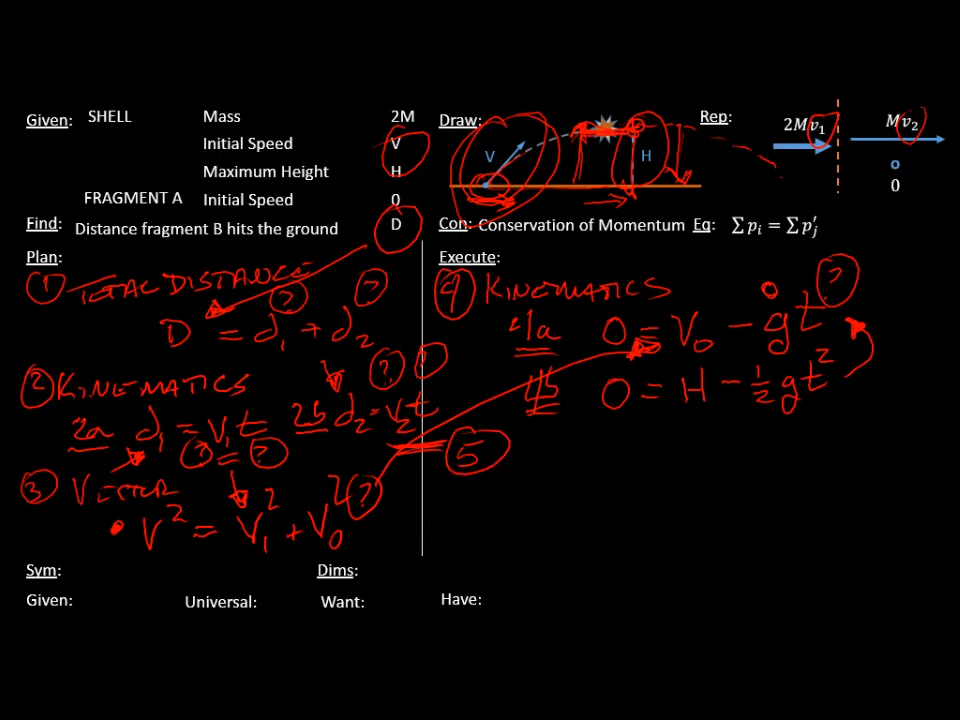 Given: SHELL Mass 2M
Initial Speed V
Maximum Height H
FRAGMENT A Initial Speed 0
Find: Distance fragment B hits the ground D
Draw:
V
H
Rep:
2Mv₁ Mv₂
0
Con: Conservation of Momentum Eq: ∑pᵢ = ∑p′ⱼ
Plan:
① TOTAL DISTANCE
D = d₁ + d₂
? ?
② KINEMATICS ? ?
2a d₁ = V₁t 2b d₂ = V₂t
? = ?
③ VECTOR ?
• V² = V₁² + V₀²
Execute:
④ KINEMATICS ?
4a 0 = V₀ - gt
4b 0 = H - ½gt²
⑤
Sym: Dims:
Given: Universal: Want: Have: